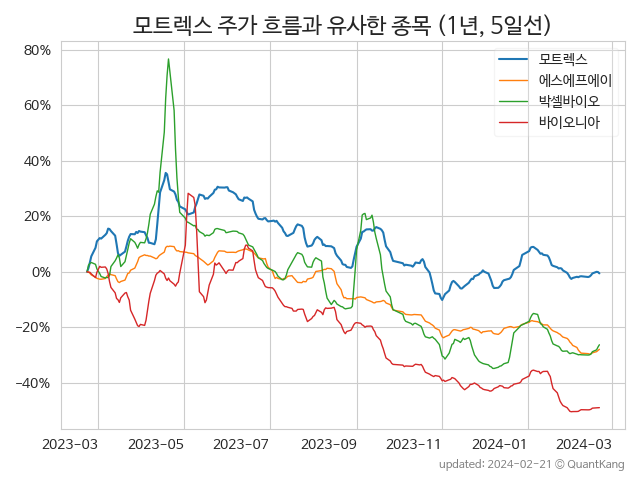 모트렉스 주가 흐름과 유사한 종목 (1년, 5일선)
모트렉스
에스에프에이
박셀바이오
바이오니아
80%
60%
40%
20%
0%
−20%
−40%
2023-03 2023-05 2023-07 2023-09 2023-11 2024-01 2024-03
updated: 2024-02-21 © QuantKang